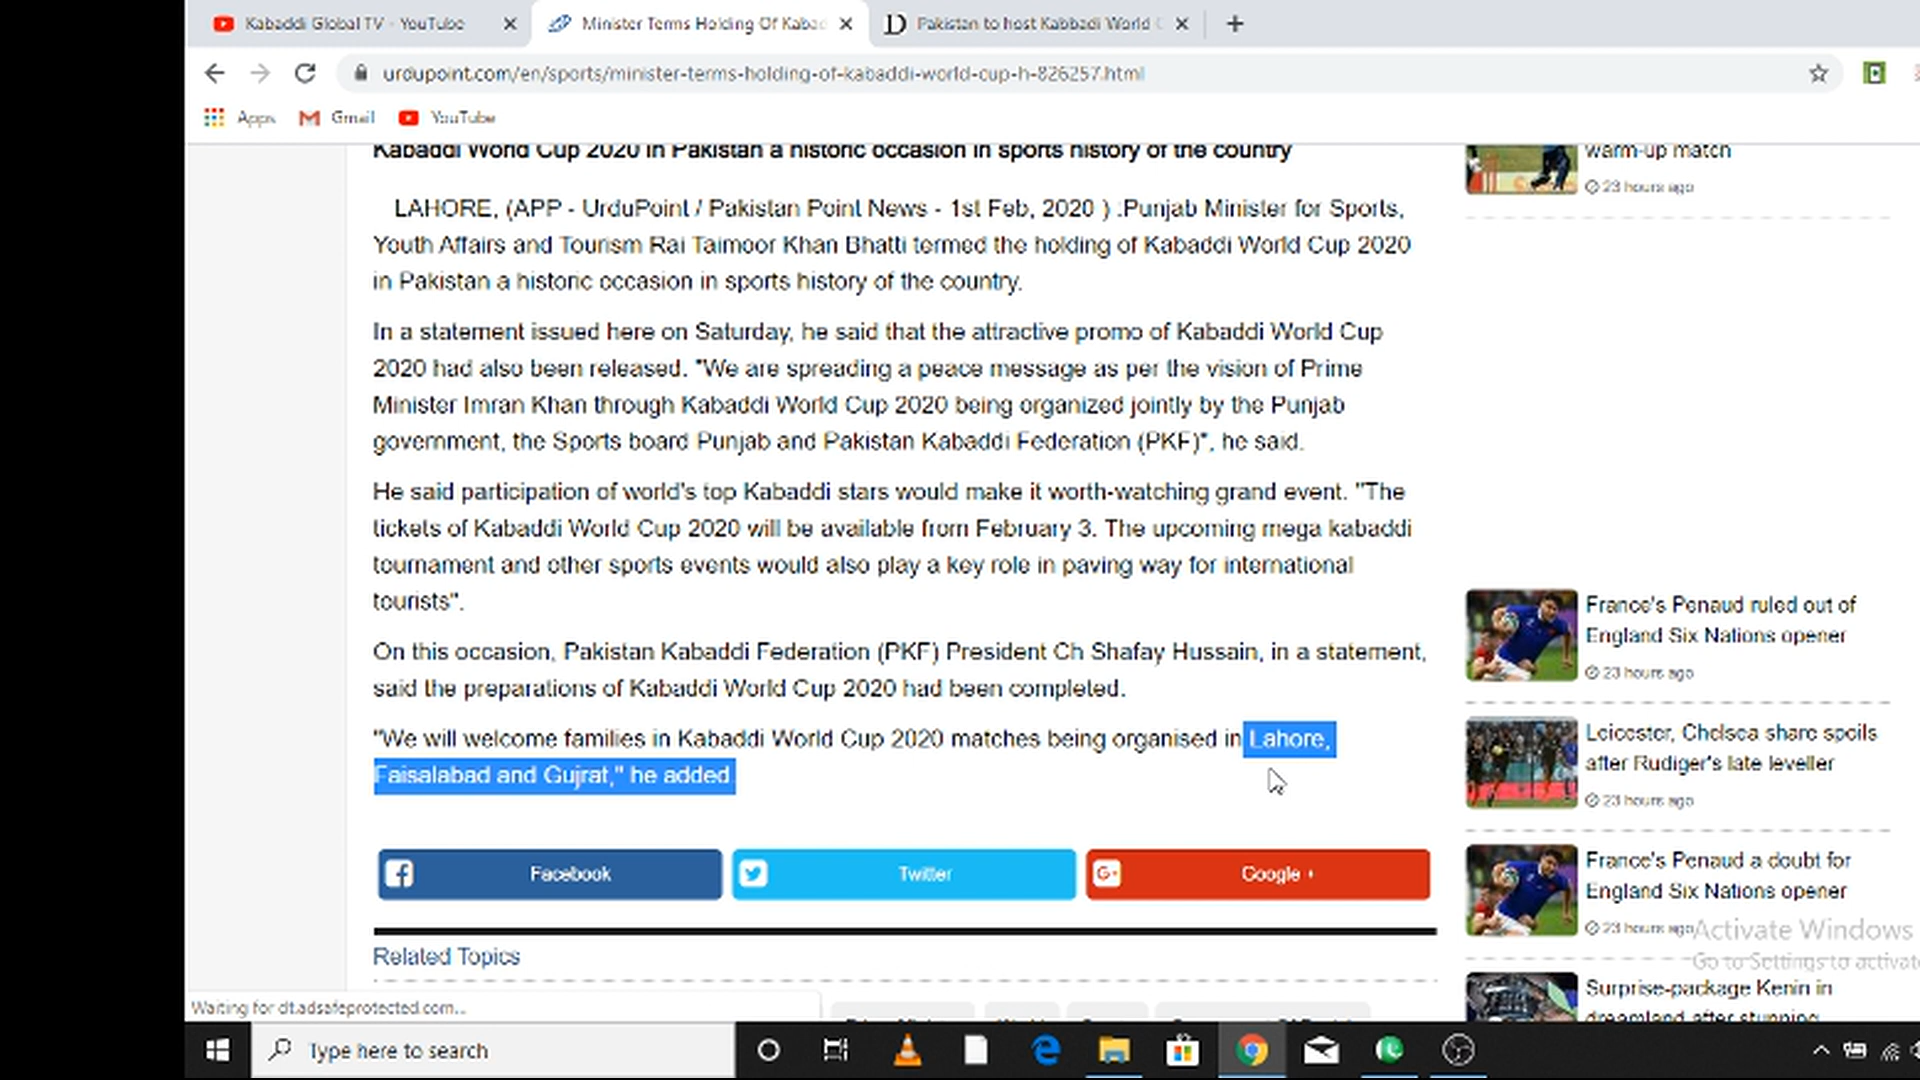 Kabaddi Global TV - YouTube
Minister Terms Holding Of Kabad
Pakistan to host Kabbadi World C
urdupoint.com/en/sports/minister-terms-holding-of-kabaddi-world-cup-h-826257.html
Apps Gmail YouTube
Kabaddi World Cup 2020 in Pakistan a historic occasion in sports history of the country
LAHORE, (APP - UrduPoint / Pakistan Point News - 1st Feb, 2020 ) :Punjab Minister for Sports,
Youth Affairs and Tourism Rai Taimoor Khan Bhatti termed the holding of Kabaddi World Cup 2020
in Pakistan a historic occasion in sports history of the country.
In a statement issued here on Saturday, he said that the attractive promo of Kabaddi World Cup
2020 had also been released. "We are spreading a peace message as per the vision of Prime
Minister Imran Khan through Kabaddi World Cup 2020 being organized jointly by the Punjab
government, the Sports board Punjab and Pakistan Kabaddi Federation (PKF)", he said.
He said participation of world's top Kabaddi stars would make it worth-watching grand event. "The
tickets of Kabaddi World Cup 2020 will be available from February 3. The upcoming mega kabaddi
tournament and other sports events would also play a key role in paving way for international
tourists".
On this occasion, Pakistan Kabaddi Federation (PKF) President Ch Shafay Hussain, in a statement,
said the preparations of Kabaddi World Cup 2020 had been completed.
"We will welcome families in Kabaddi World Cup 2020 matches being organised in Lahore,
Faisalabad and Gujrat," he added.
Facebook
Twitter
Google +
Related Topics
warm-up match
23 hours ago
France's Penaud ruled out of
England Six Nations opener
23 hours ago
Leicester, Chelsea share spoils
after Rudiger's late leveller
23 hours ago
France's Penaud a doubt for
England Six Nations opener
23 hours ago
Surprise-package Kenin in
dreamland after stunning
Activate Windows
Go to Settings to activate
Waiting for dt.adsafeprotected.com...
Type here to search